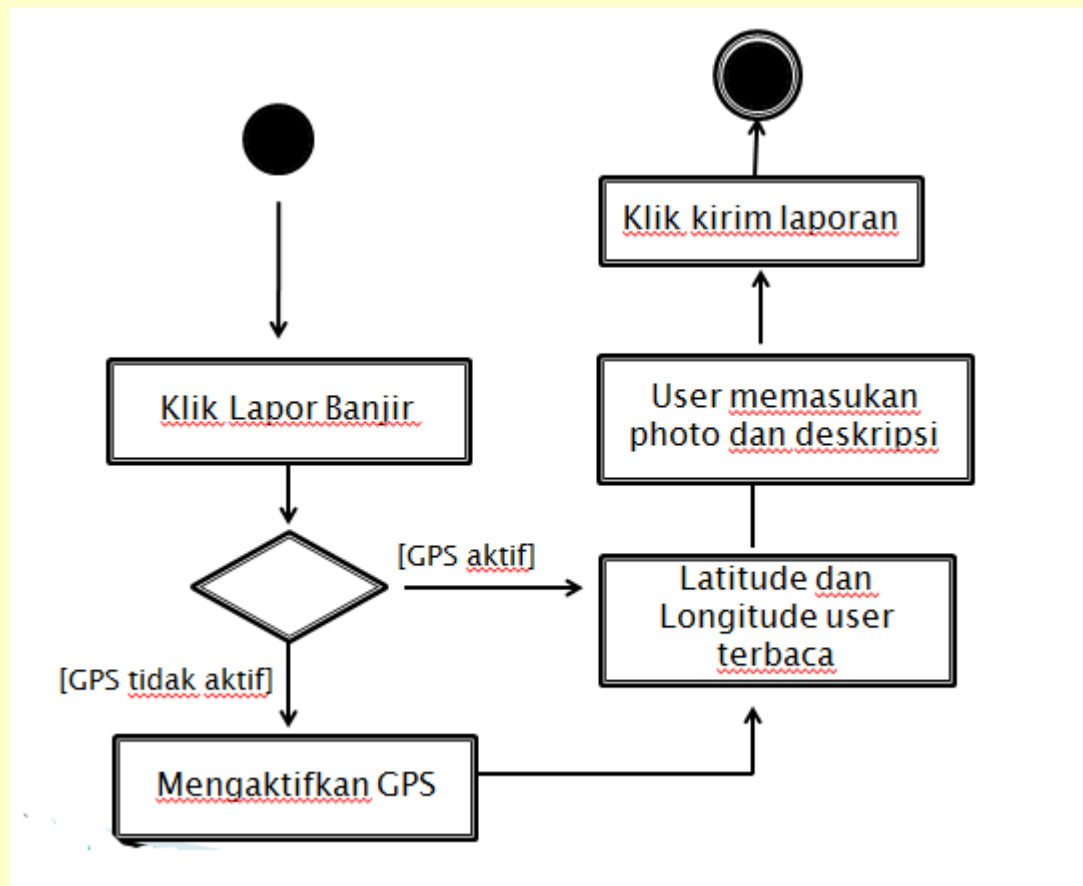 Klik Lapor Banjir
[GPS aktif]
[GPS tidak aktif]
Mengaktifkan GPS
Latitude dan
Longitude user
terbaca
User memasukan
photo dan deskripsi
Klik kirim laporan